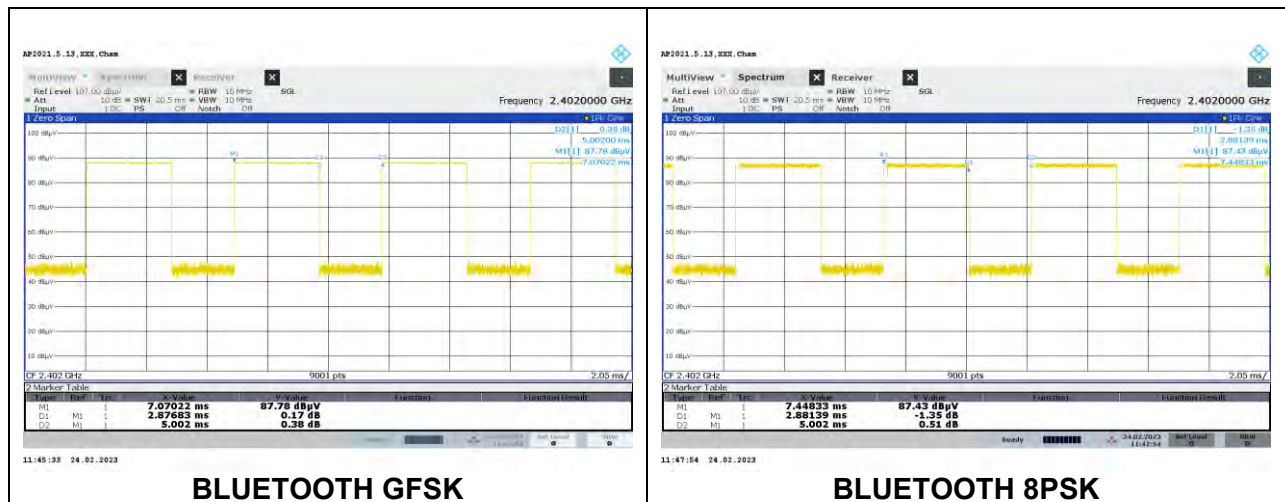 AP2021.5.13,XXX,Cham
MultiView Spectrum X Receiver X
Ref Level 107.00 dBµV RBW 10 MHz SGL
Att 10 dB SWT 20.5 ms VBW 10 MHz Frequency 2.4020000 GHz
Input 1 DC PS Off Notch Off
1 Zero Span 1Pk Clrw
D2[1] 0.38 dB
5.00200 ms
M1[1] 87.78 dBµV
7.07022 ms
M1
100 dBµV
90 dBµV
80 dBµV
70 dBµV
60 dBµV
50 dBµV
40 dBµV
30 dBµV
20 dBµV
10 dBµV
CF 2.402 GHz 9001 pts 2.05 ms/
2 Marker Table
Type Ref Trc X-Value Y-Value Function Function Result
M1 1 7.07022 ms 87.78 dBµV
D1 M1 1 2.87683 ms 0.17 dB
D2 M1 1 5.002 ms 0.38 dB
Ref Level RBW
11:45:33 24.02.2023
BLUETOOTH GFSK
AP2021.5.13,XXX,Cham
MultiView Spectrum X Receiver X
Ref Level 107.00 dBµV RBW 10 MHz SGL
Att 10 dB SWT 20.5 ms VBW 10 MHz Frequency 2.4020000 GHz
Input 1 DC PS Off Notch Off
1 Zero Span 1Pk Clrw
D1[1] -1.35 dB
2.88139 ms
M1[1] 87.43 dBµV
7.44833 ms
100 dBµV
90 dBµV
80 dBµV
70 dBµV
60 dBµV
50 dBµV
40 dBµV
30 dBµV
20 dBµV
10 dBµV
CF 2.402 GHz 9001 pts 2.05 ms/
2 Marker Table
Type Ref Trc X-Value Y-Value Function Function Result
M1 1 7.44833 ms 87.43 dBµV
D1 M1 1 2.88139 ms -1.35 dB
D2 M1 1 5.002 ms 0.51 dB
Ready 24.02.2023 Ref Level RBW
11:47:54
11:47:54 24.02.2023
BLUETOOTH 8PSK